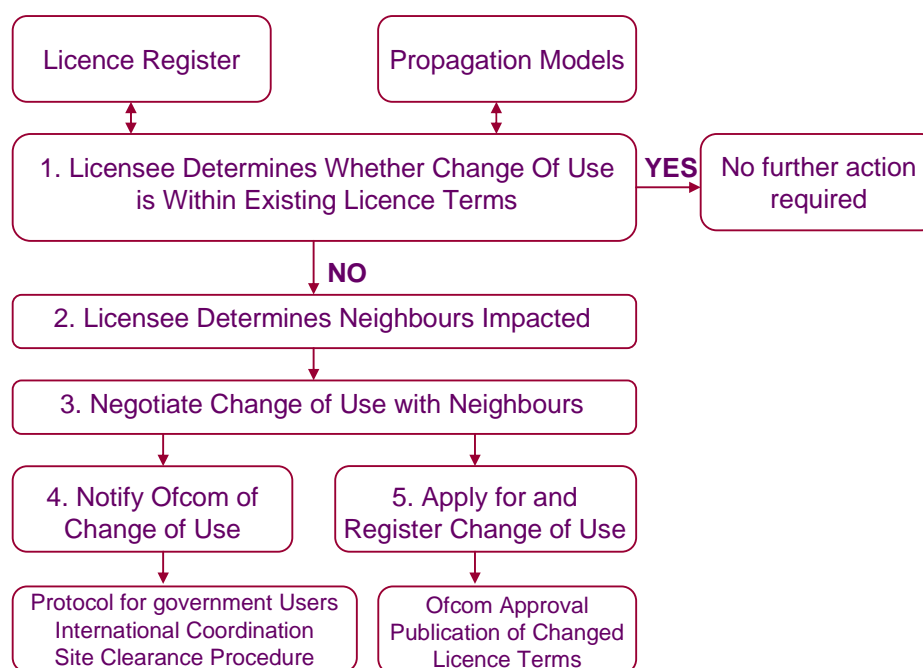 Licence Register
Propagation Models
1. Licensee Determines Whether Change Of Use
is Within Existing Licence Terms
YES
No further action
required
NO
2. Licensee Determines Neighbours Impacted
3. Negotiate Change of Use with Neighbours
4. Notify Ofcom of
Change of Use
5. Apply for and
Register Change of Use
Protocol for government Users
International Coordination
Site Clearance Procedure
Ofcom Approval
Publication of Changed
Licence Terms